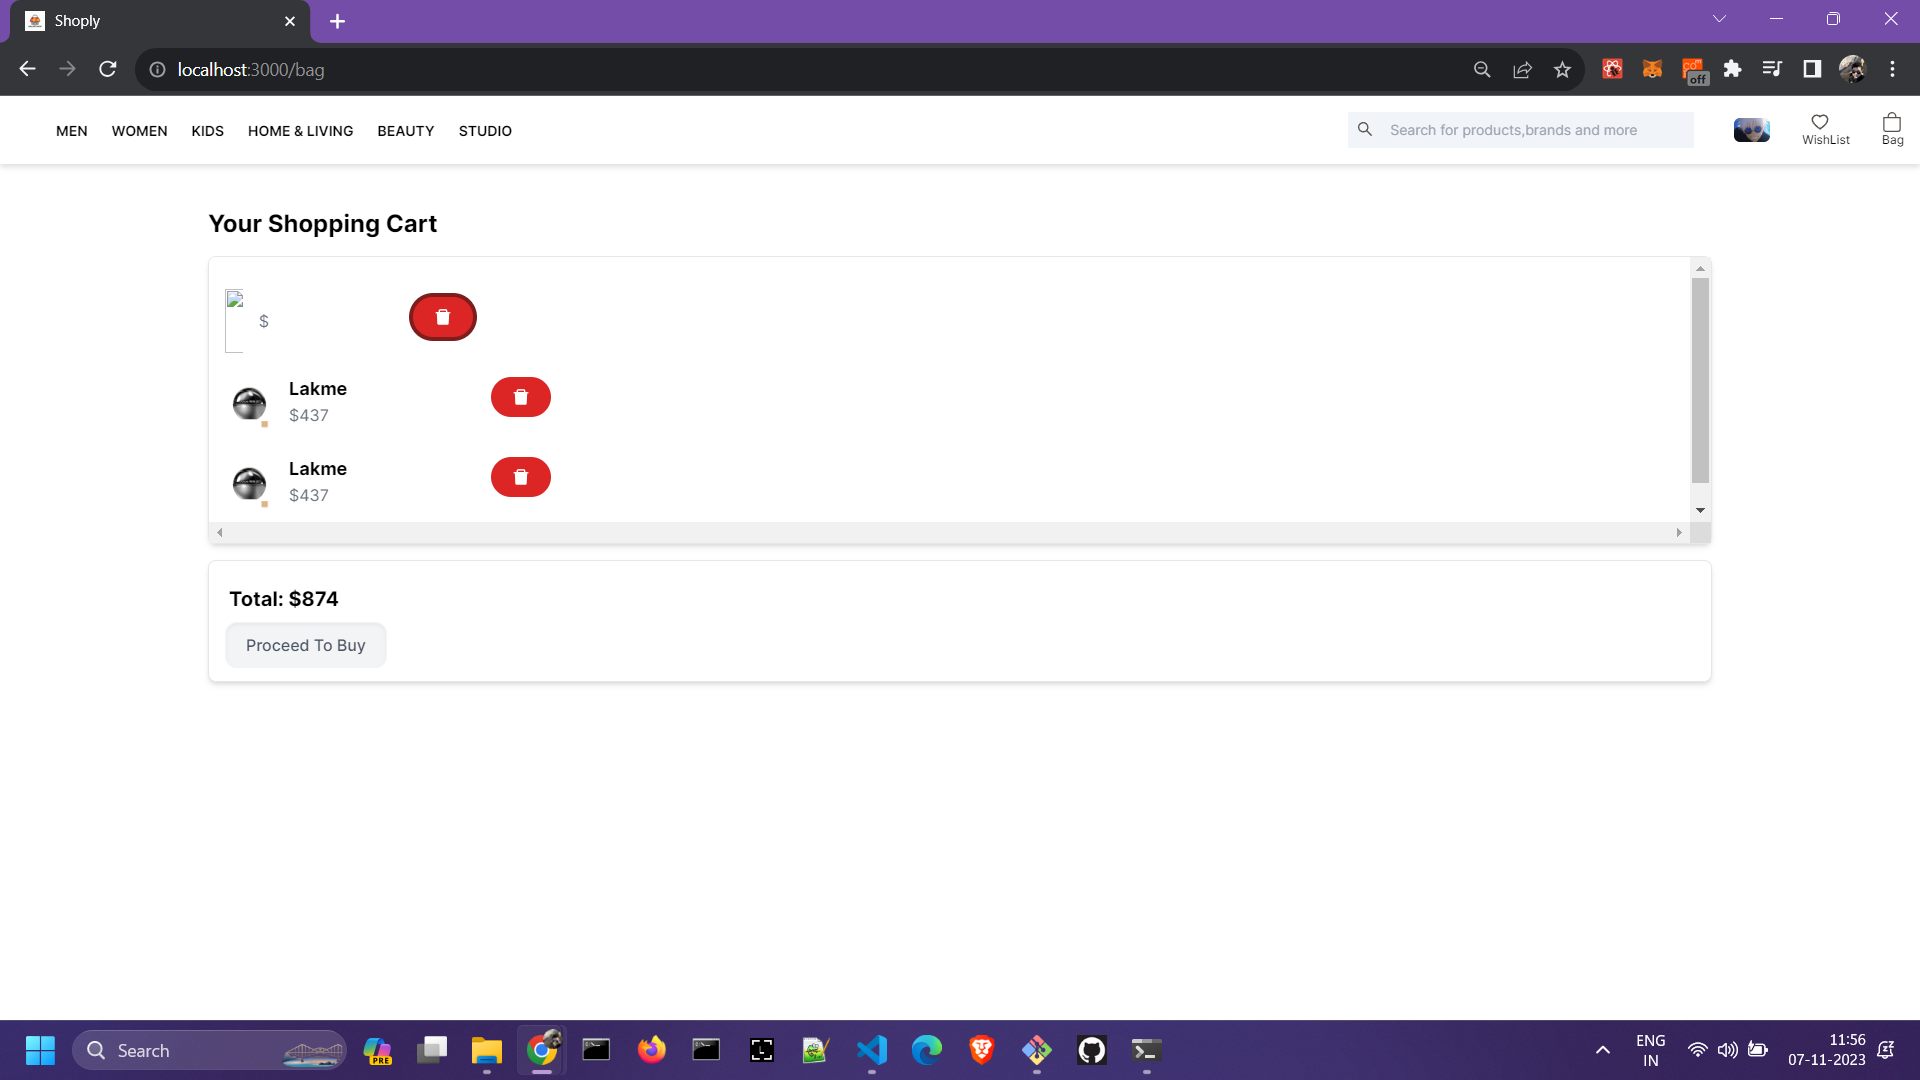 Shoply
localhost:3000/bag
off
MEN WOMEN KIDS HOME & LIVING BEAUTY STUDIO
Search for products,brands and more
WishList
Bag
Your Shopping Cart
$
Lakme
$437
Lakme
$437
Total: $874
Proceed To Buy
Search
PRE
ENG
IN
11:56
07-11-2023